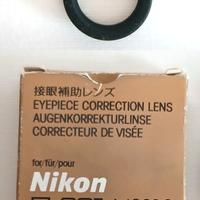 接眼補助レンズ
EYEPIECE CORRECTION LENS
AUGENKORREKTURLINSE
CORRECTEUR DE VISÉE
for/für/pour
Nikon